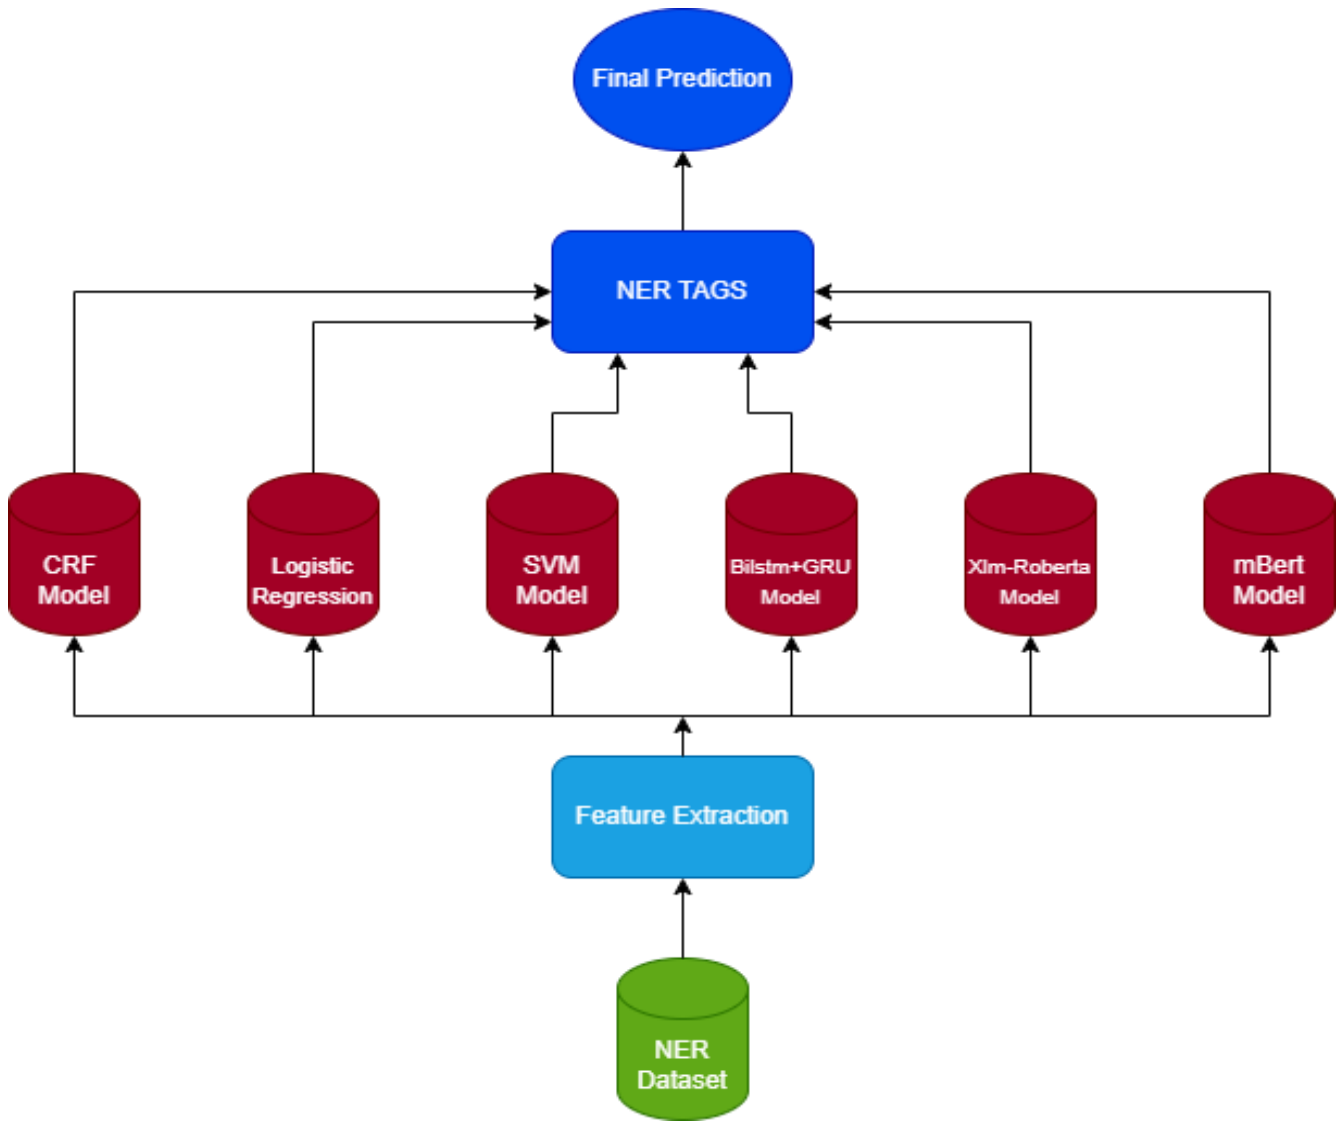 Final Prediction
NER TAGS
CRF
Model
Logistic
Regression
SVM
Model
Bilstm+GRU
Model
Xlm-Roberta
Model
mBert
Model
Feature Extraction
NER
Dataset